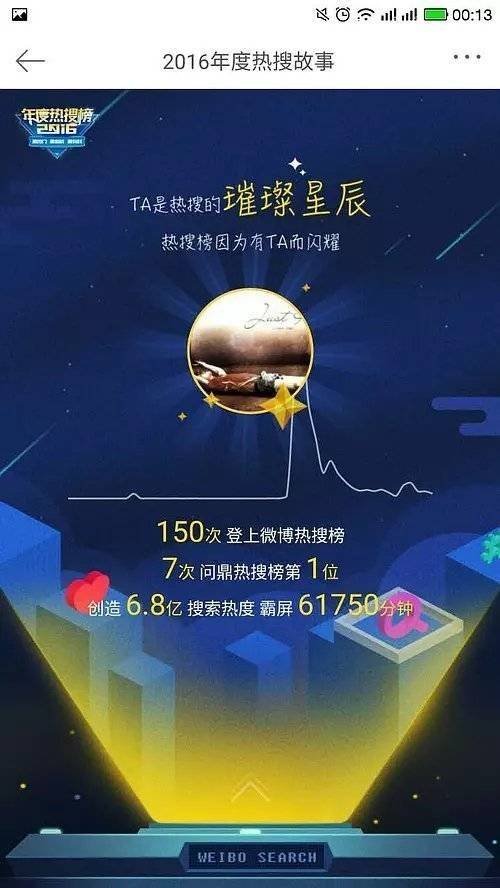 00:13
2016年度热搜故事
年度热搜榜
2016
TA是热搜的璀璨星辰
热搜榜因为有TA而闪耀
150次 登上微博热搜榜
7次 问鼎热搜榜第 1位
创造 6.8亿 搜索热度 霸屏 61750分钟
WEIBO SEARCH